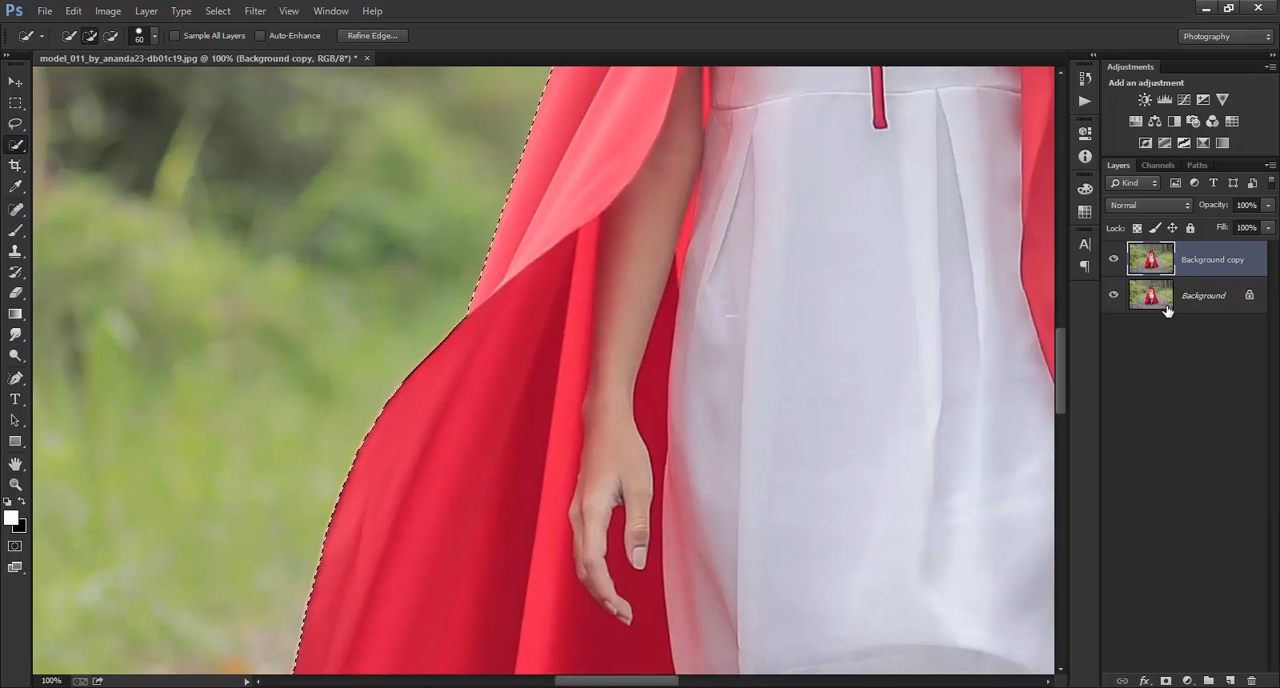 Ps File Edit Image Layer Type Select Filter View Window Help
60 Sample All Layers Auto-Enhance Refine Edge... Photography
model_011_by_ananda23-db01c19.jpg @ 100% (Background copy, RGB/8*) * ×
Adjustments
Add an adjustment
Layers Channels Paths
Kind
Normal Opacity: 100%
Lock: Fill: 100%
Background copy
Background
100%